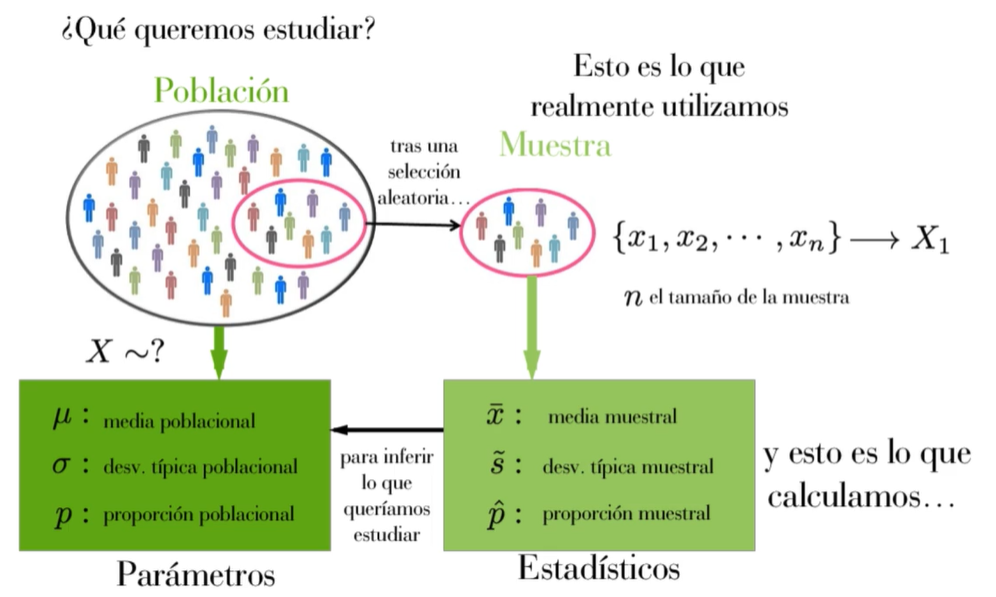 ¿Qué queremos estudiar?
Población
tras una
selección
aleatoria…
Esto es lo que
realmente utilizamos
Muestra
{x₁, x₂, ⋯ , xₙ} ⟶ X₁
n el tamaño de la muestra
X ∼?
μ : media poblacional
σ : desv. típica poblacional
p : proporción poblacional
Parámetros
para inferir
lo que
queríamos
estudiar
x̄ : media muestral
s̃ : desv. típica muestral
p̂ : proporción muestral
Estadísticos
y esto es lo que
calculamos…